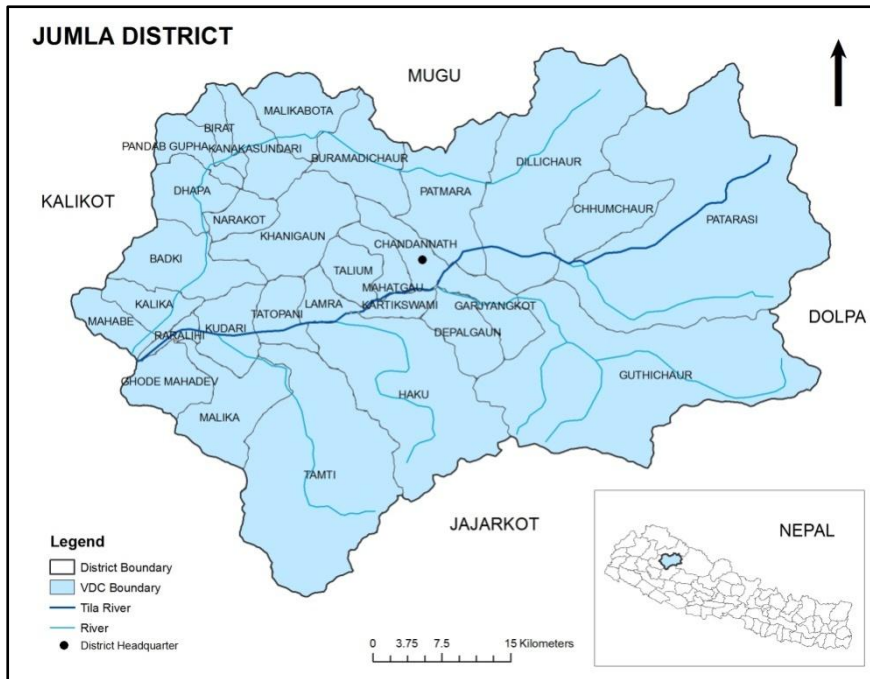 JUMLA DISTRICT
MUGU
MALIKABOTA
BIRAT
PANDAB GUPHA
KANAKASUNDARI
BURAMADICHAUR
DILLICHAUR
DHAPA
PATMARA
KALIKOT
CHHUMCHAUR
NARAKOT
PATARASI
KHANIGAUN
CHANDANNATH
BADKI
TALIUM
MAHATGAU
KALIKA
LAMRA
KARTIKSWAMI
GARJYANGKOT
TATOPANI
DOLPA
MAHABE
KUDARI
RARALIHI
DEPALGAUN
GHODE MAHADEV
GUTHICHAUR
HAKU
MALIKA
TAMTI
JAJARKOT
NEPAL
Legend
District Boundary
VDC Boundary
Tila River
River
District Headquarter
0 3.75 7.5 15 Kilometers